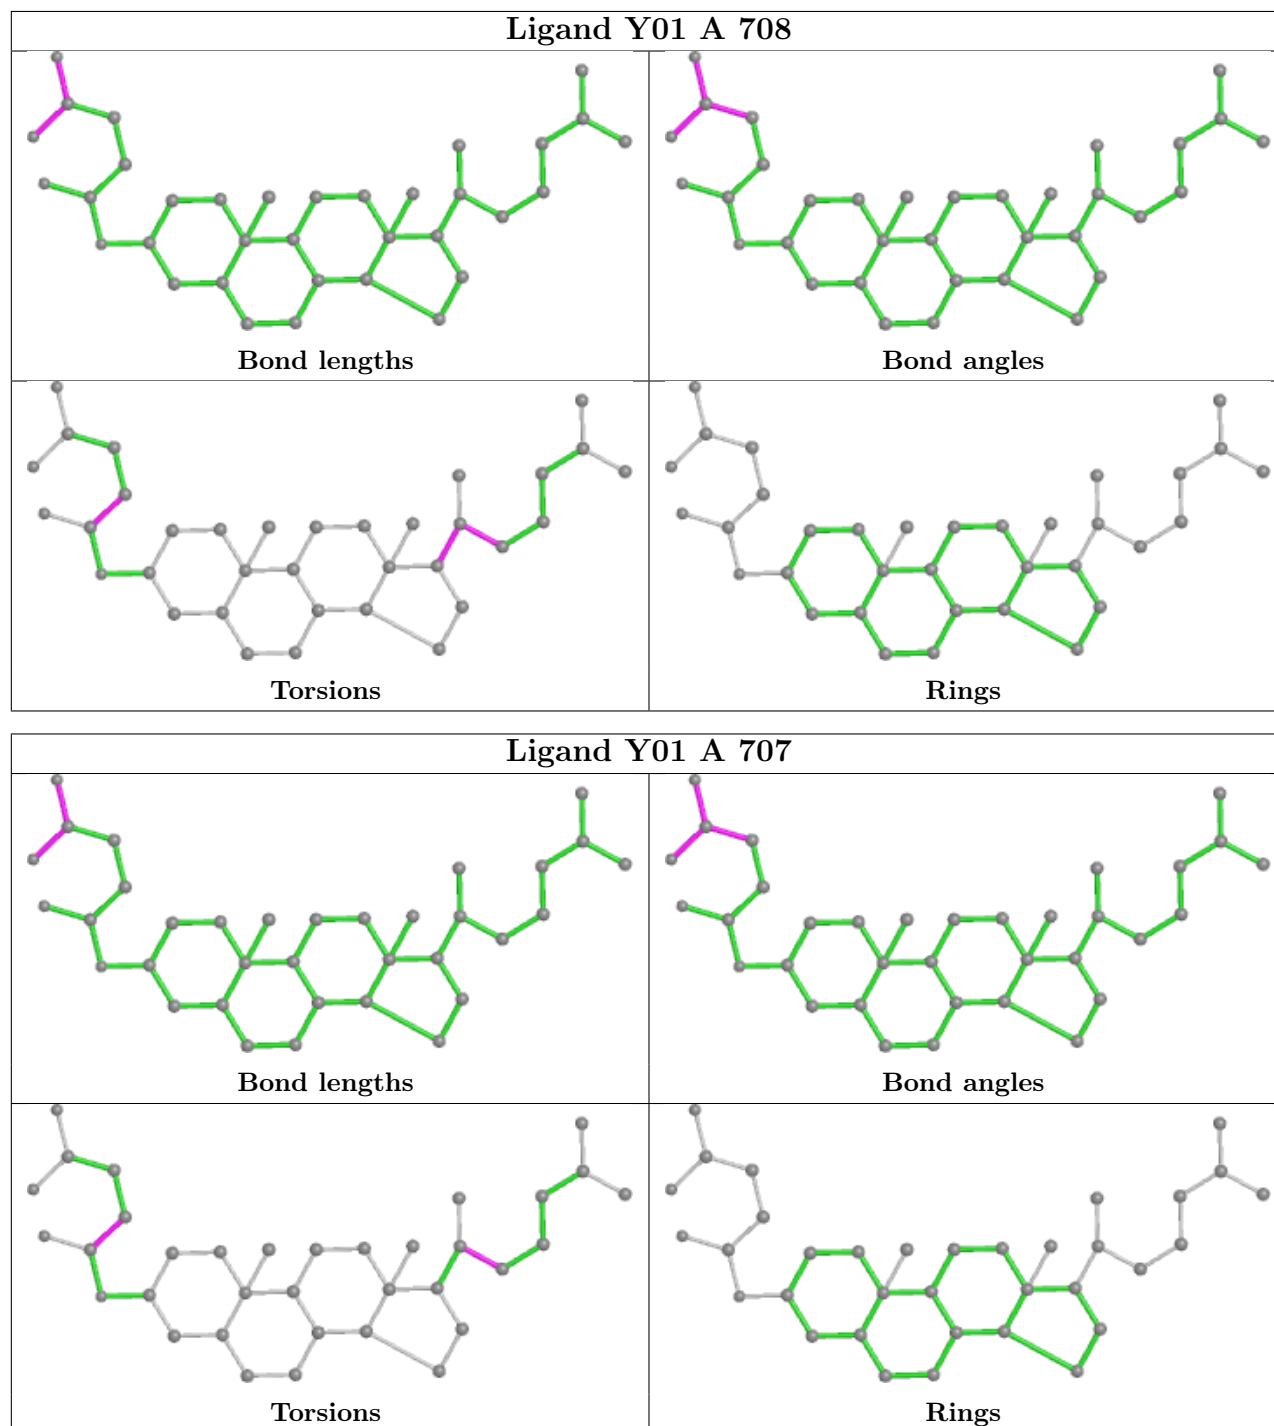 Ligand Y01 A 708
Bond lengths
Bond angles
Torsions
Rings
Ligand Y01 A 707
Bond lengths
Bond angles
Torsions
Rings